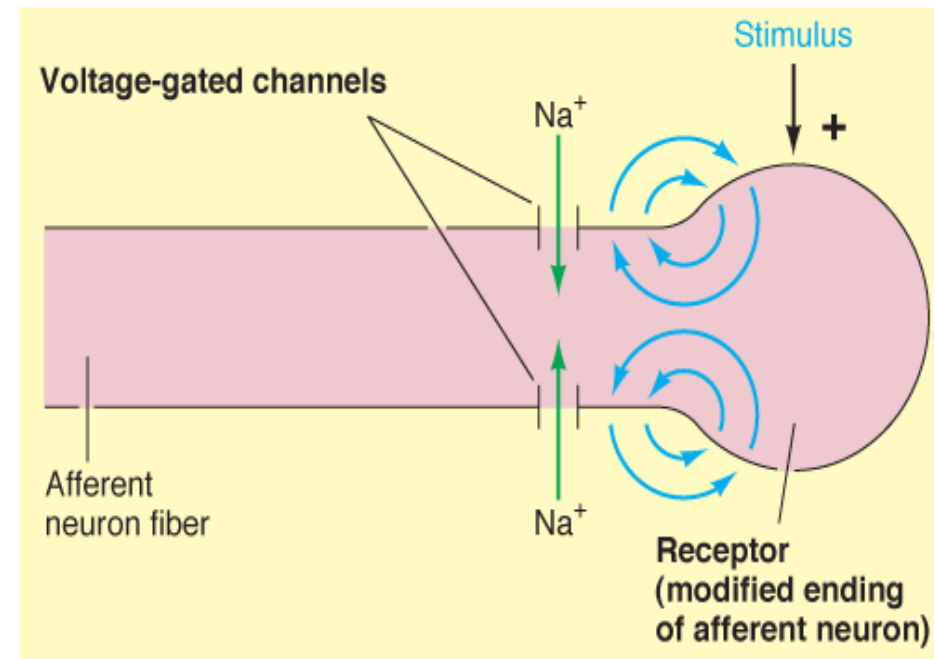 Stimulus
Voltage-gated channels
Na+
+
Afferent
neuron fiber
Na+
Receptor
(modified ending
of afferent neuron)